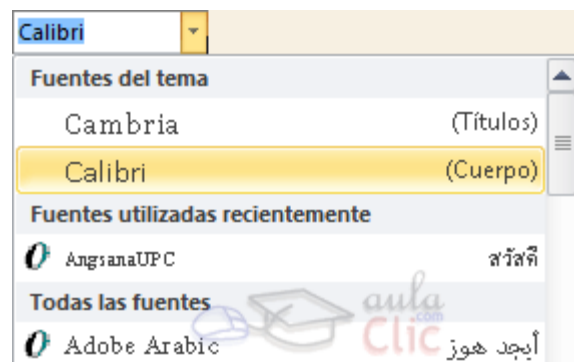 Calibri
Fuentes del tema
Cambria (Títulos)
Calibri (Cuerpo)
Fuentes utilizadas recientemente
AngsanaUPC สวัสดี
Todas las fuentes
Adobe Arabic أبجد هوز
aula
.com
Clic